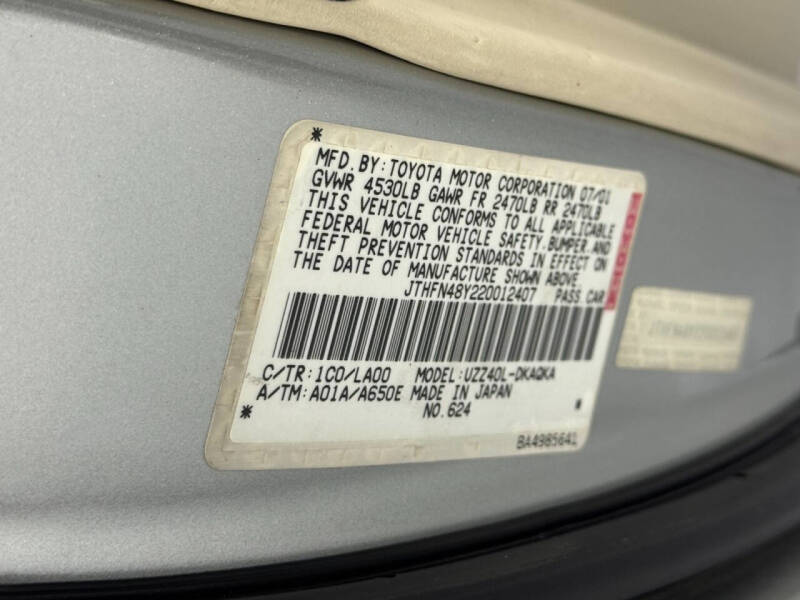 MFD. BY: TOYOTA MOTOR CORPORATION 07/01
GVWR 4530LB GAWR FR 2470LB RR 2470LB
THIS VEHICLE CONFORMS TO ALL APPLICABLE
FEDERAL MOTOR VEHICLE SAFETY.BUMPER.AND
THEFT PREVENTION STANDARDS IN EFFECT ON
THE DATE OF MANUFACTURE SHOWN ABOVE.
JTHFN48Y220012407 PASS.CAR
C/TR:1C0/LA00 MODEL:UZZ40L-DKAQKA
A/TM:A01A/A650E MADE IN JAPAN
NO.624
BA4985641